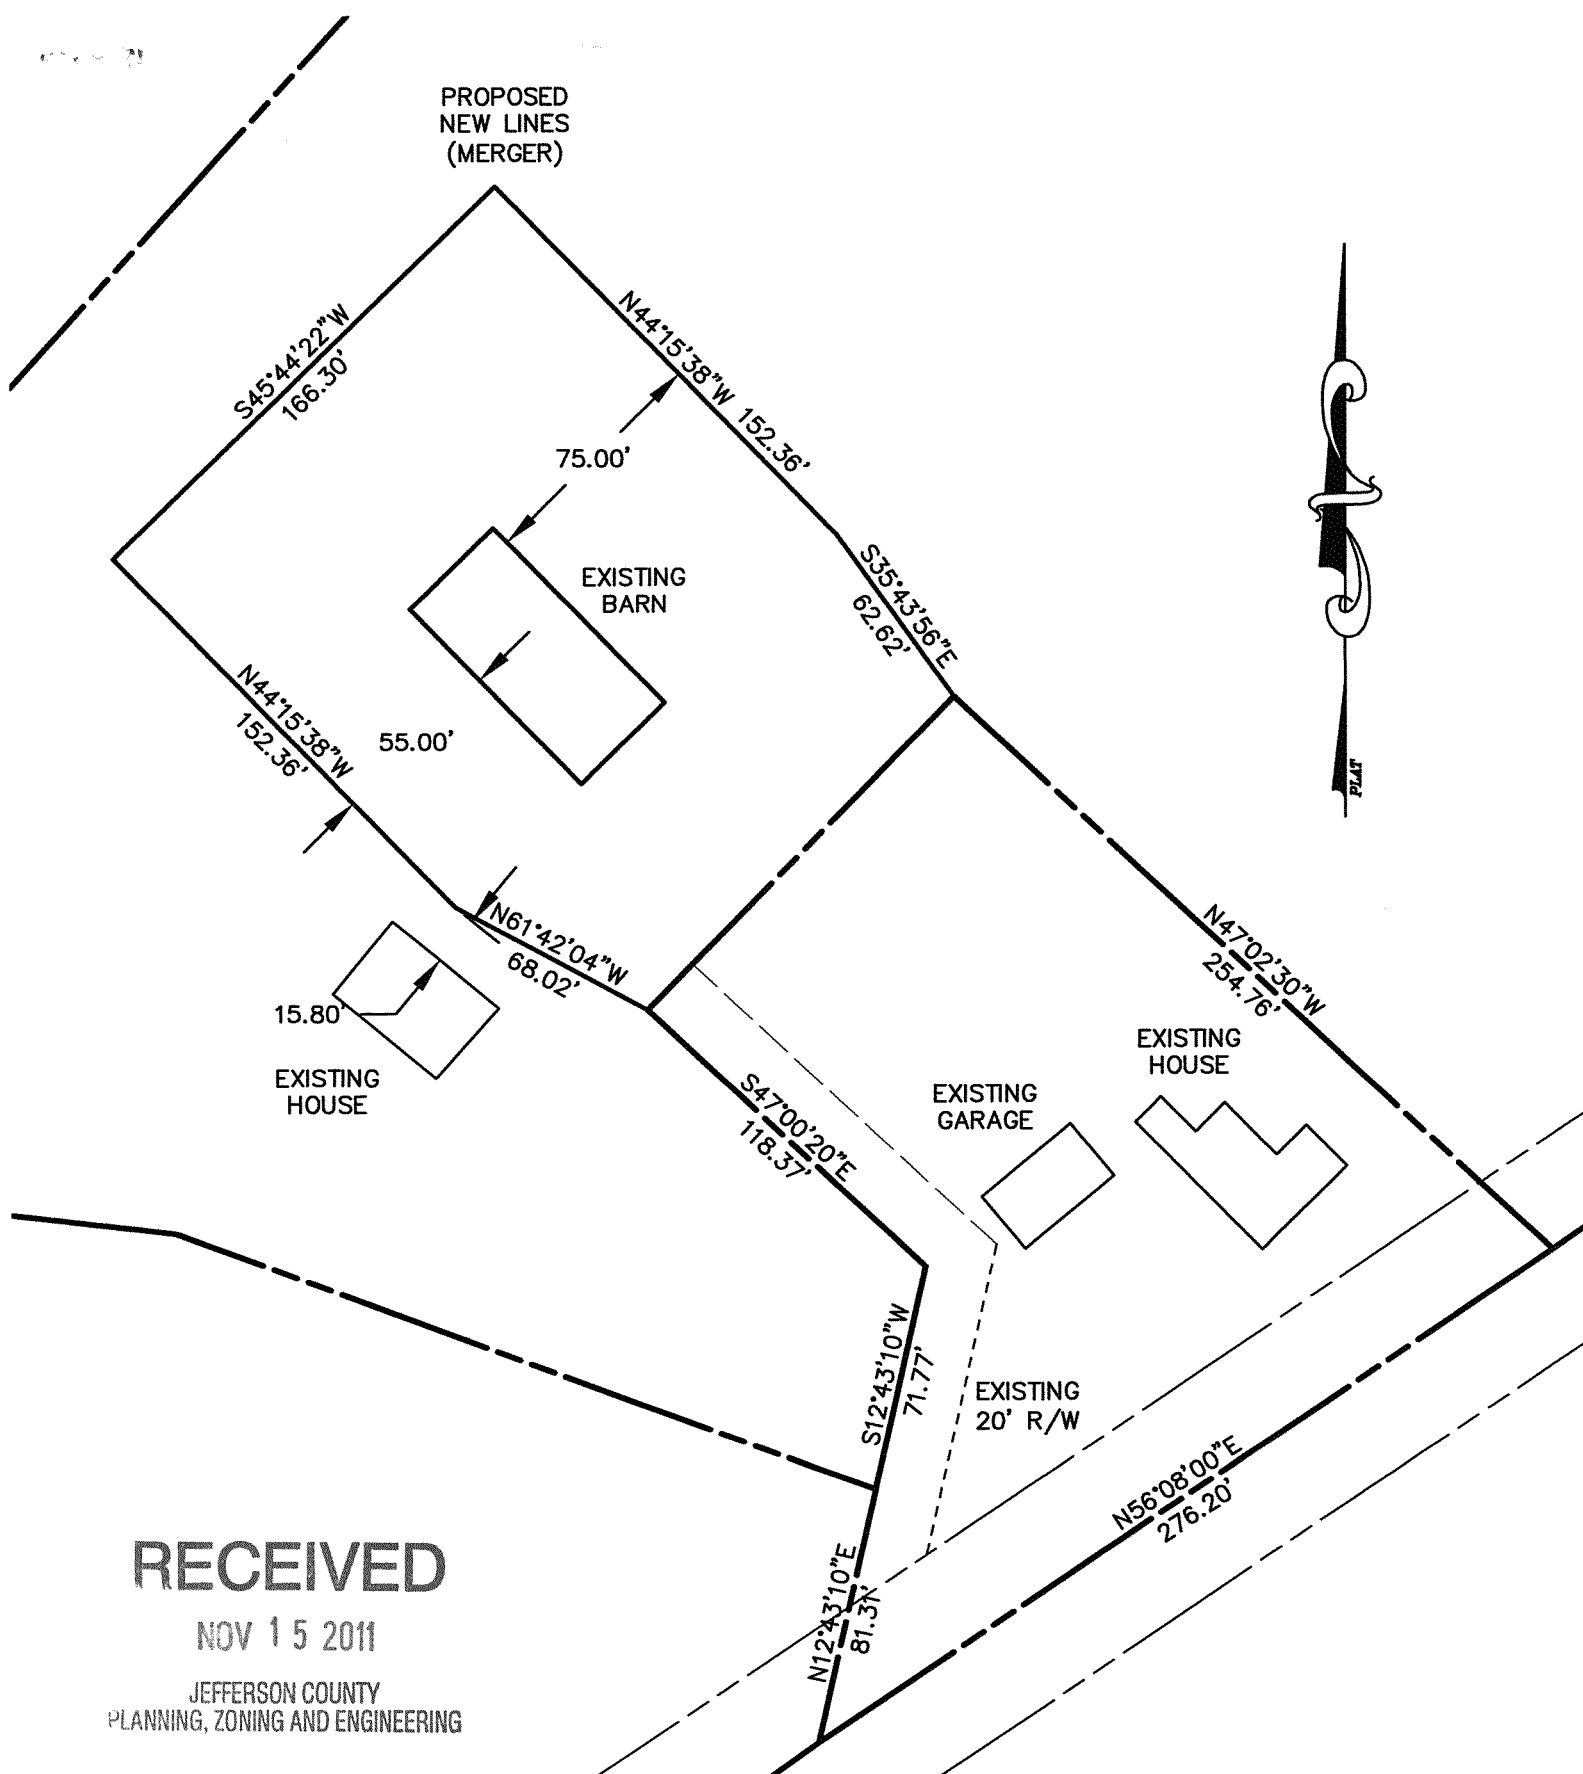 PROPOSED
NEW LINES
(MERGER)
S45°44'22"W
166.30'
N44°15'38"W 152.36'
75.00'
EXISTING
BARN
S35°43'56"E
62.62'
N44°15'38"W
152.36'
55.00'
PLAT
N61°42'04"W
68.02'
15.80'
EXISTING
HOUSE
N47°02'30"W
254.76'
EXISTING
HOUSE
EXISTING
GARAGE
S47°00'20"E
118.37'
S12°43'10"W
71.77'
EXISTING
20' R/W
N56°08'00"E
276.20'
N12°43'10"E
81.31'
RECEIVED
NOV 15 2011
JEFFERSON COUNTY
PLANNING, ZONING AND ENGINEERING